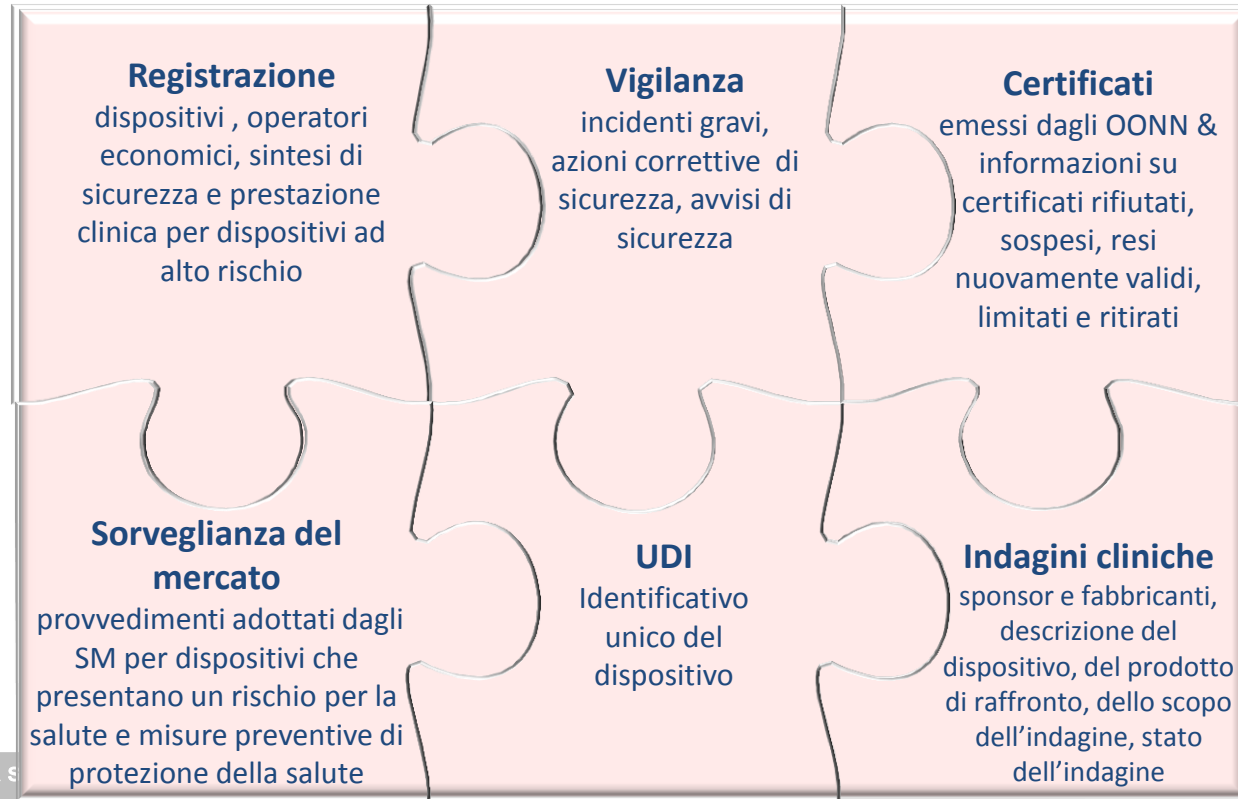 Registrazione
dispositivi , operatori
economici, sintesi di
sicurezza e prestazione
clinica per dispositivi ad
alto rischio
Vigilanza
incidenti gravi,
azioni correttive di
sicurezza, avvisi di
sicurezza
Certificati
emessi dagli OONN &
informazioni su
certificati rifiutati,
sospesi, resi
nuovamente validi,
limitati e ritirati
Sorveglianza del
mercato
provvedimenti adottati dagli
SM per dispositivi che
presentano un rischio per la
salute e misure preventive di
protezione della salute
UDI
Identificativo
unico del
dispositivo
Indagini cliniche
sponsor e fabbricanti,
descrizione del
dispositivo, del prodotto
di raffronto, dello scopo
dell’indagine, stato
dell’indagine